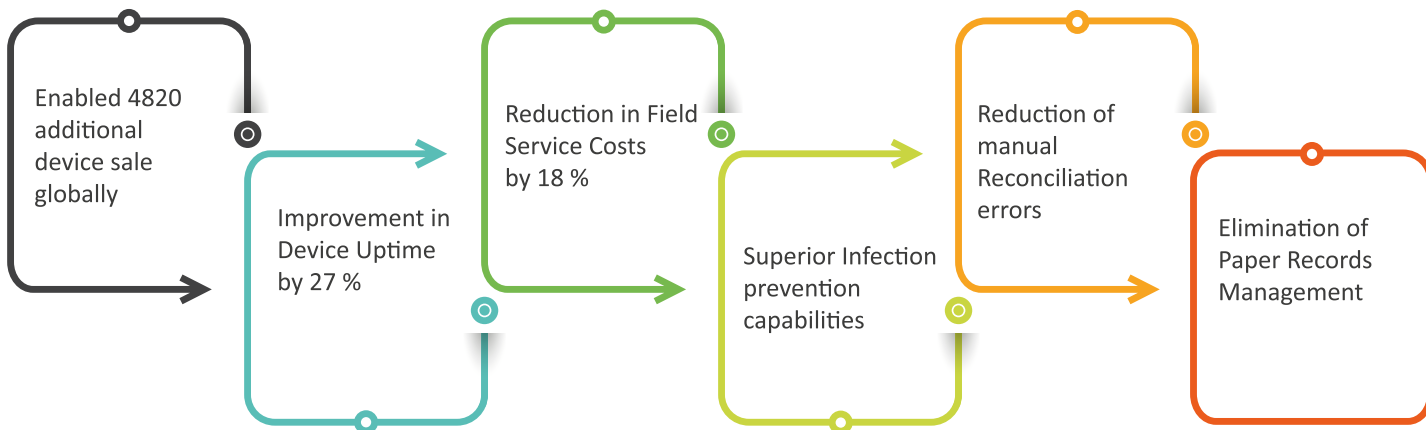 Enabled 4820
additional
device sale
globally
Improvement in
Device Uptime
by 27 %
Reduction in Field
Service Costs
by 18 %
Superior Infection
prevention
capabilities
Reduction of
manual
Reconciliation
errors
Elimination of
Paper Records
Management